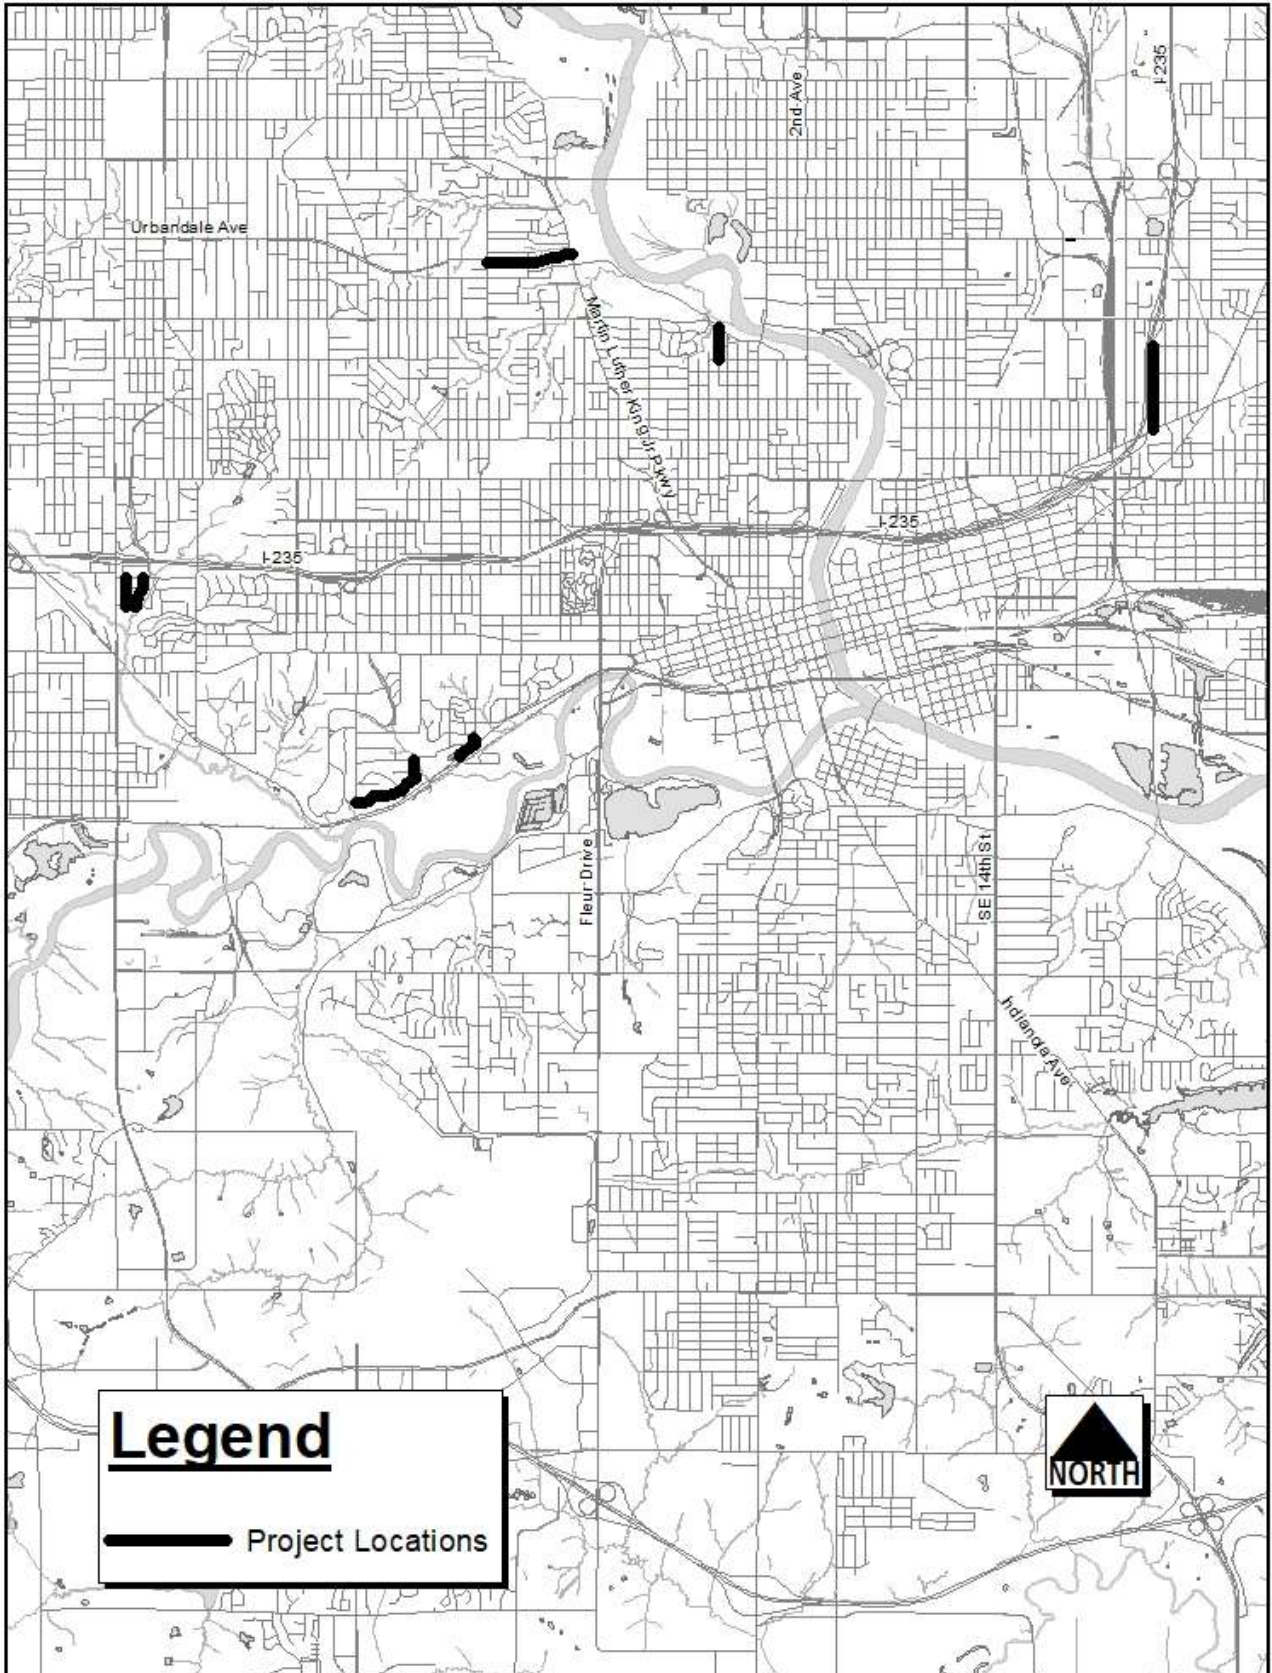 I-235
2nd Ave
Urbandale Ave
Martin Luther King Jr Pkwy
I-235
I-235
Fleur Drive
SE 14th St
Indianola Ave
Legend
Project Locations
NORTH